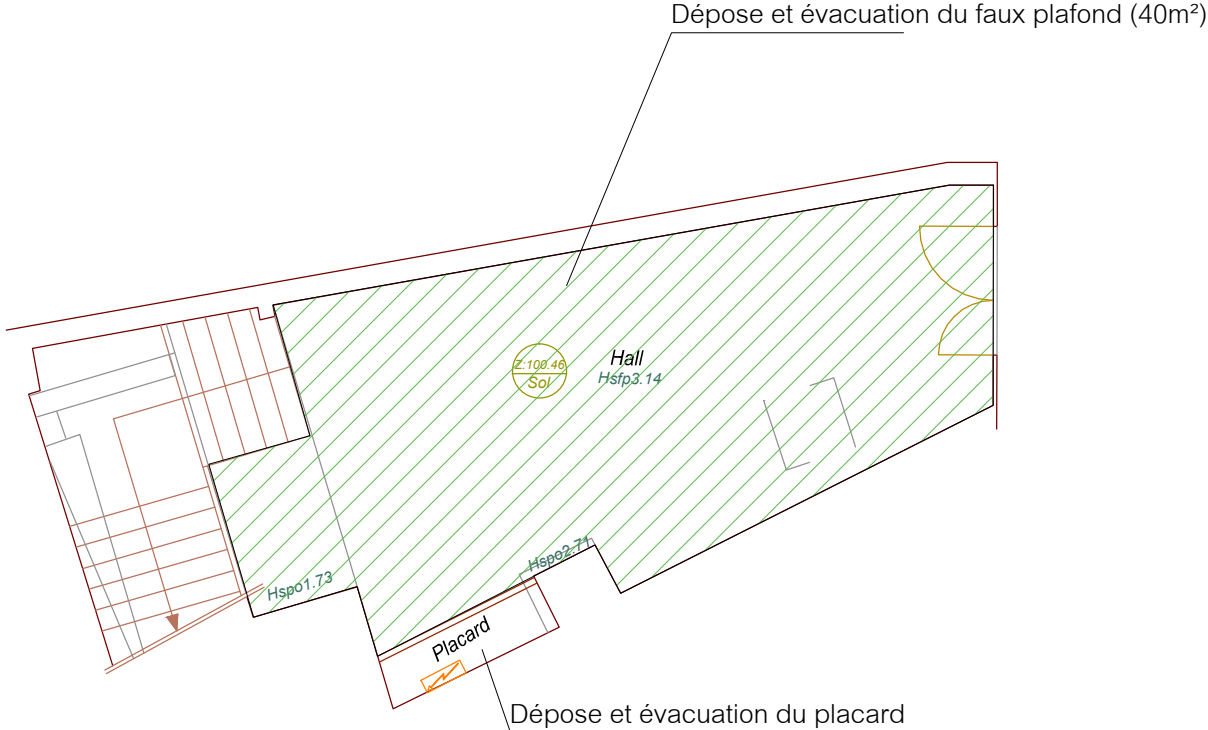 Dépose et évacuation du faux plafond (40m²)
Z:100.46
Sol
Hall
Hsfp3.14
Hspo2.71
Hspo1.73
Placard
Dépose et évacuation du placard